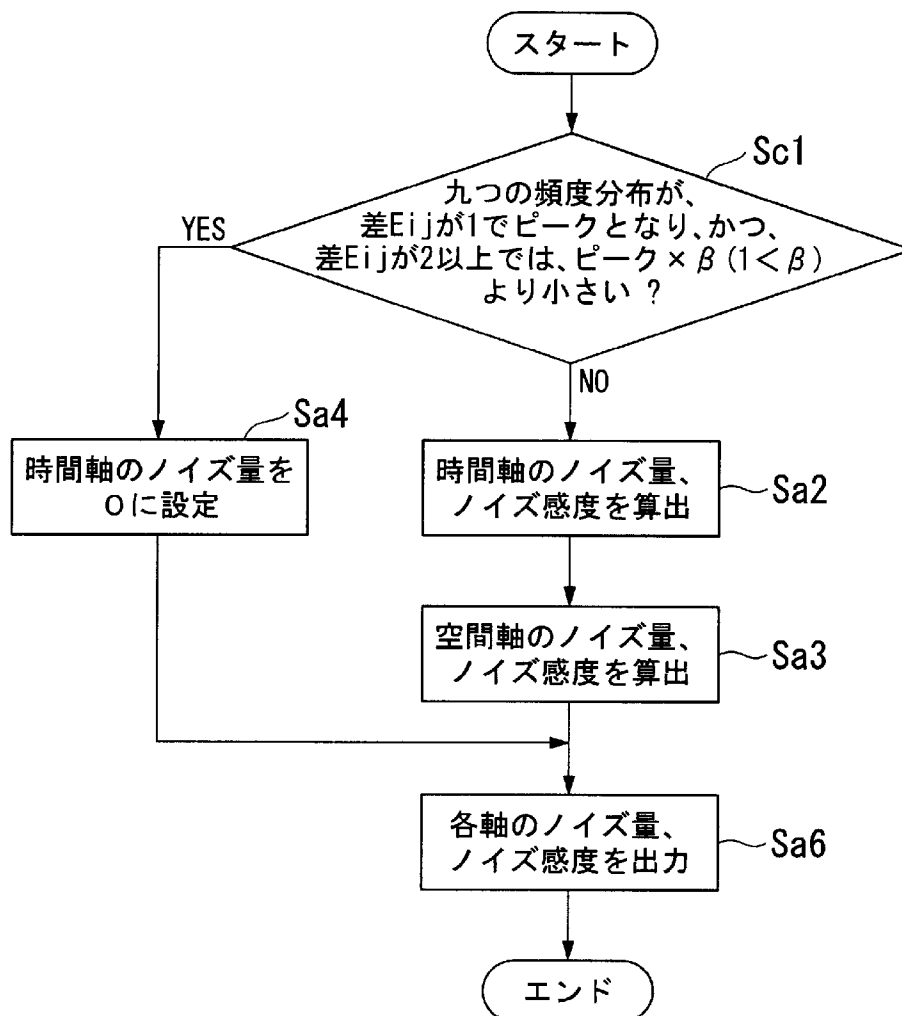 スタート
Sc1
九つの頻度分布が、
差Eijが1でピークとなり、かつ、
差Eijが2以上では、ピーク×β(1<β)
より小さい ?
YES
NO
Sa4
時間軸のノイズ量を
0に設定
時間軸のノイズ量、
ノイズ感度を算出
Sa2
空間軸のノイズ量、
ノイズ感度を算出
Sa3
各軸のノイズ量、
ノイズ感度を出力
Sa6
エンド